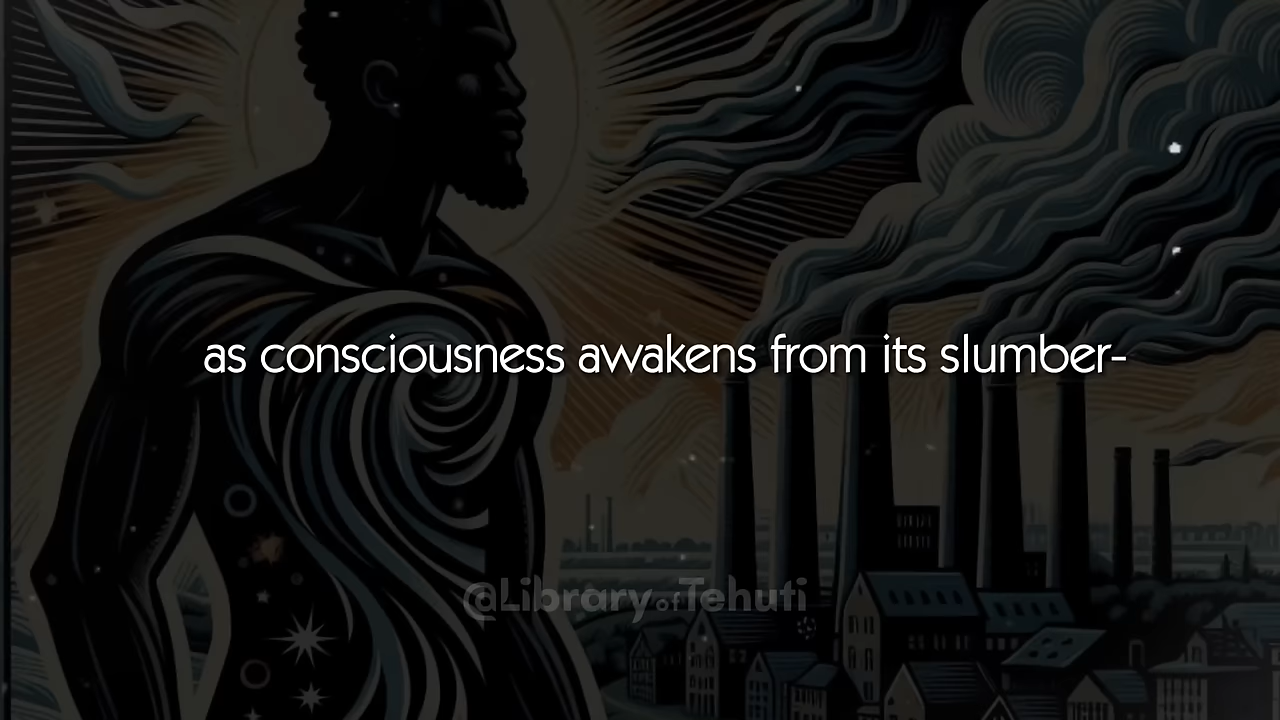 as consciousness awakens from its slumber-
@Library of Tehuti